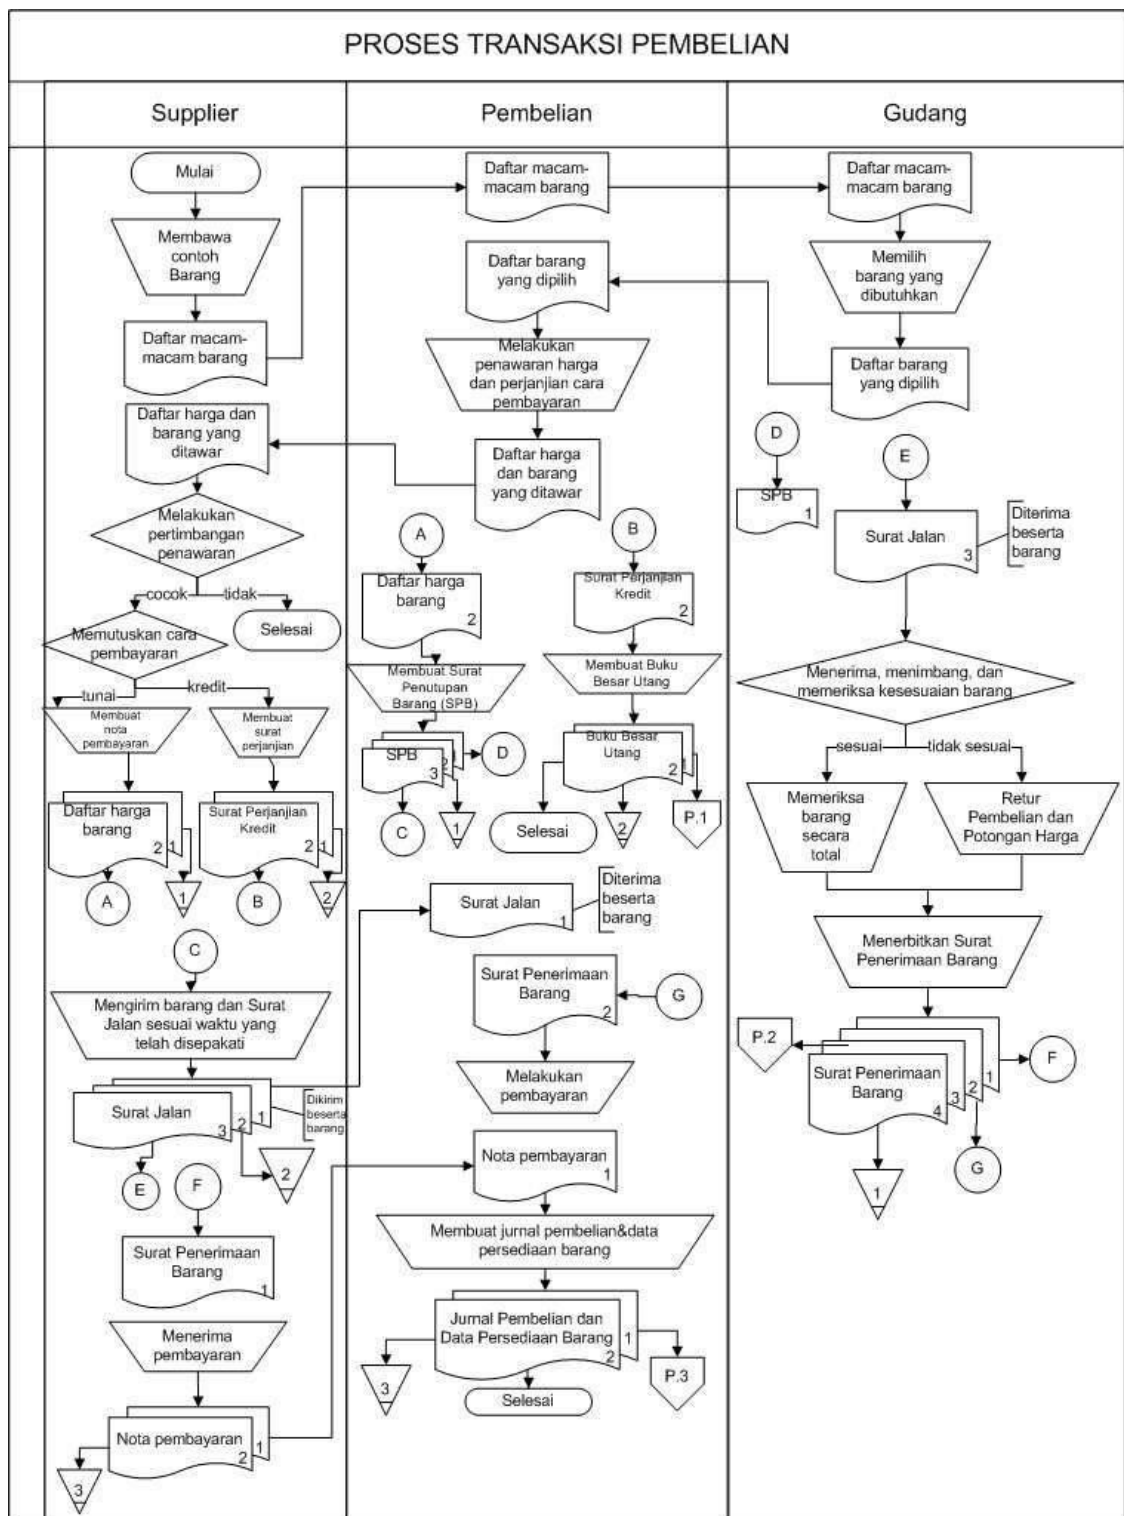 PROSES TRANSAKSI PEMBELIAN
Supplier
Pembelian
Gudang
Mulai
Membawa
contoh
Barang
Daftar macam-
macam barang
Daftar harga dan
barang yang
ditawar
Melakukan
pertimbangan
penawaran
cocok
tidak
Memutuskan cara
pembayaran
Selesai
tunai
kredit
Membuat
nota
pembayaran
Membuat
surat
perjanjian
Daftar harga
barang
2
1
Surat Perjanjian
Kredit
2
1
A
1
B
2
C
Mengirim barang dan Surat
Jalan sesuai waktu yang
telah disepakati
Surat Jalan
3
2
1
Dikirim
beserta
barang
E
F
2
Surat Penerimaan
Barang
1
Menerima
pembayaran
Nota pembayaran
2
1
3
Daftar macam-
macam barang
Daftar barang
yang dipilih
Melakukan
penawaran harga
dan perjanjian cara
pembayaran
Daftar harga
dan barang
yang ditawar
A
B
Daftar harga
barang
2
Surat Perjanjian
Kredit
2
Membuat Surat
Penutupan
Barang (SPB)
Membuat Buku
Besar Utang
SPB
3
2
1
D
Buku Besar
Utang
2
1
C
1
Selesai
2
P.1
Surat Jalan
1
Diterima
beserta
barang
Surat Penerimaan
Barang
2
G
Melakukan
pembayaran
Nota pembayaran
1
Membuat jurnal pembelian&data
persediaan barang
Jurnal Pembelian dan
Data Persediaan Barang
2
1
3
P.3
Selesai
Daftar macam-
macam barang
Memilih
barang yang
dibutuhkan
Daftar barang
yang dipilih
D
E
SPB
1
Surat Jalan
3
Diterima
beserta
barang
Menerima, menimbang, dan
memeriksa kesesuaian barang
sesuai
tidak sesuai
Memeriksa
barang
secara
total
Retur
Pembelian dan
Potongan Harga
Menerbitkan Surat
Penerimaan Barang
P.2
Surat Penerimaan
Barang
4
3
2
1
F
1
G